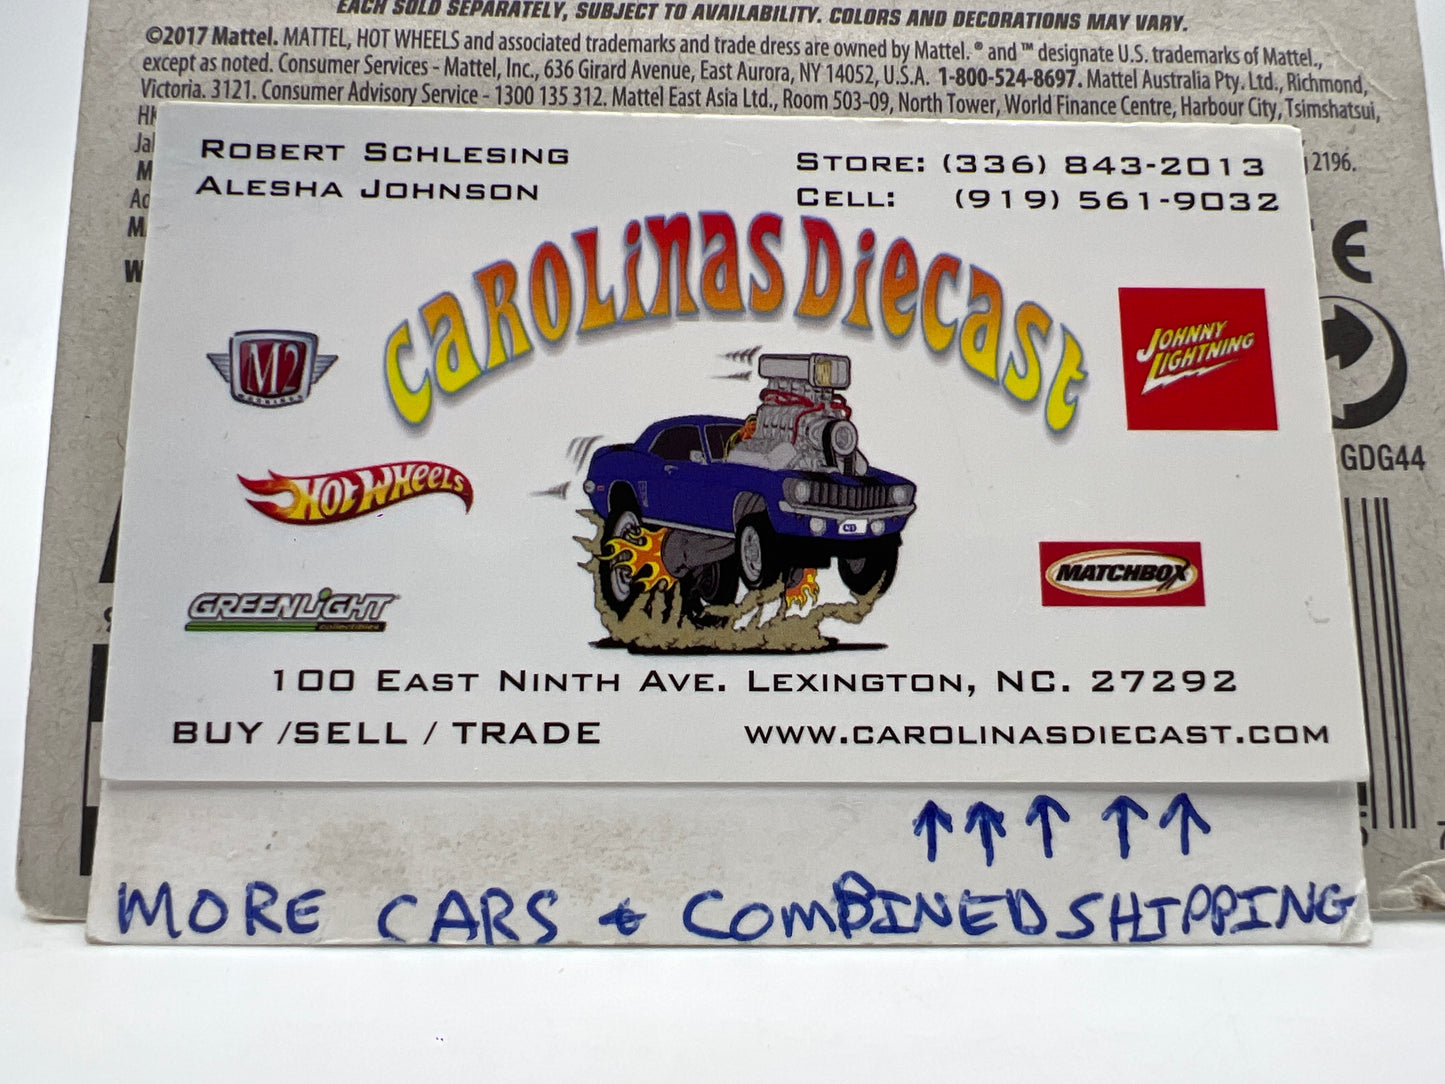 EACH SOLD SEPARATELY, SUBJECT TO AVAILABILITY. COLORS AND DECORATIONS MAY VARY.
©2017 Mattel. MATTEL, HOT WHEELS and associated trademarks and trade dress are owned by Mattel. ® and ™ designate U.S. trademarks of Mattel.,
except as noted. Consumer Services - Mattel, Inc., 636 Girard Avenue, East Aurora, NY 14052, U.S.A. 1-800-524-8697. Mattel Australia Pty. Ltd., Richmond,
Victoria. 3121. Consumer Advisory Service - 1300 135 312. Mattel East Asia Ltd., Room 503-09, North Tower, World Finance Centre, Harbour City, Tsimshatsui,
2196.
ROBERT SCHLESING
ALESHA JOHNSON
STORE: (336) 843-2013
CELL: (919) 561-9032
CAROLINAS DIECAST
M2
MACHINES
JOHNNY
LIGHTNING
HOT WHEELS
GDG44
MATCHBOX
GREENLIGHT
collectibles
100 EAST NINTH AVE. LEXINGTON, NC. 27292
BUY /SELL / TRADE
WWW.CAROLINASDIECAST.COM
↑↑↑↑↑
MORE CARS & COMBINED SHIPPING